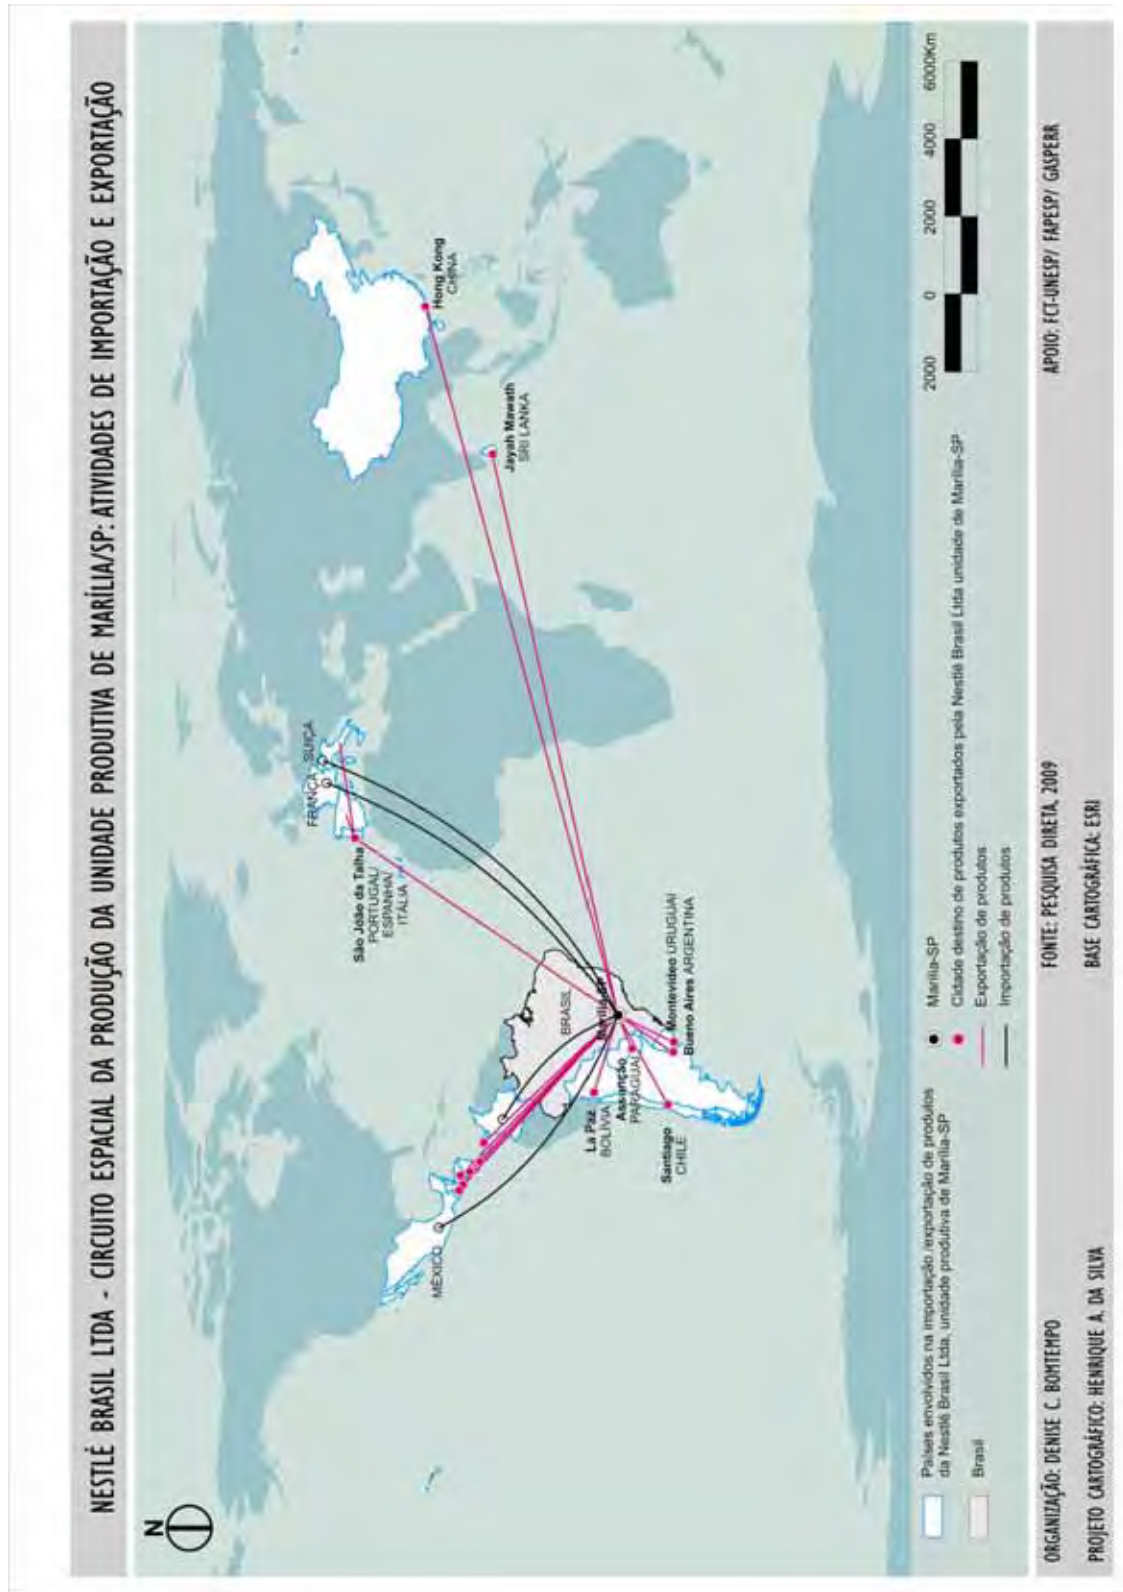 NESTLÉ BRASIL LTDA - CIRCUITO ESPACIAL DA PRODUÇÃO DA UNIDADE PRODUTIVA DE MARÍLIA/SP: ATIVIDADES DE IMPORTAÇÃO E EXPORTAÇÃO
N
FRANÇA
SUIÇA
São João da Talha
PORTUGAL/
ESPANHA/
ITÁLIA
Hong Kong
CHINA
Jayah Mawath
SRI LANKA
MÉXICO
BRASIL
Marília-SP
La Paz
BOLÍVIA
Assunção
PARAGUAI
Santiago
CHILE
Montevideo URUGUAI
Bueno Aires ARGENTINA
Países envolvidos na importação /exportação de produtos
da Nestlé Brasil Ltda, unidade produtiva de Marília-SP
Brasil
Marília-SP
Cidade destino de produtos exportados pela Nestlé Brasil Ltda unidade de Marília-SP
Exportação de produtos
Importação de produtos
2000 0 2000 4000 6000Km
ORGANIZAÇÃO: DENISE C. BOMTEMPO
PROJETO CARTOGRÁFICO: HENRIQUE A. DA SILVA
FONTE: PESQUISA DIRETA, 2009
BASE CARTOGRÁFICA: ESRI
APOIO: FCT-UNESP/ FAPESP/ GASPERR